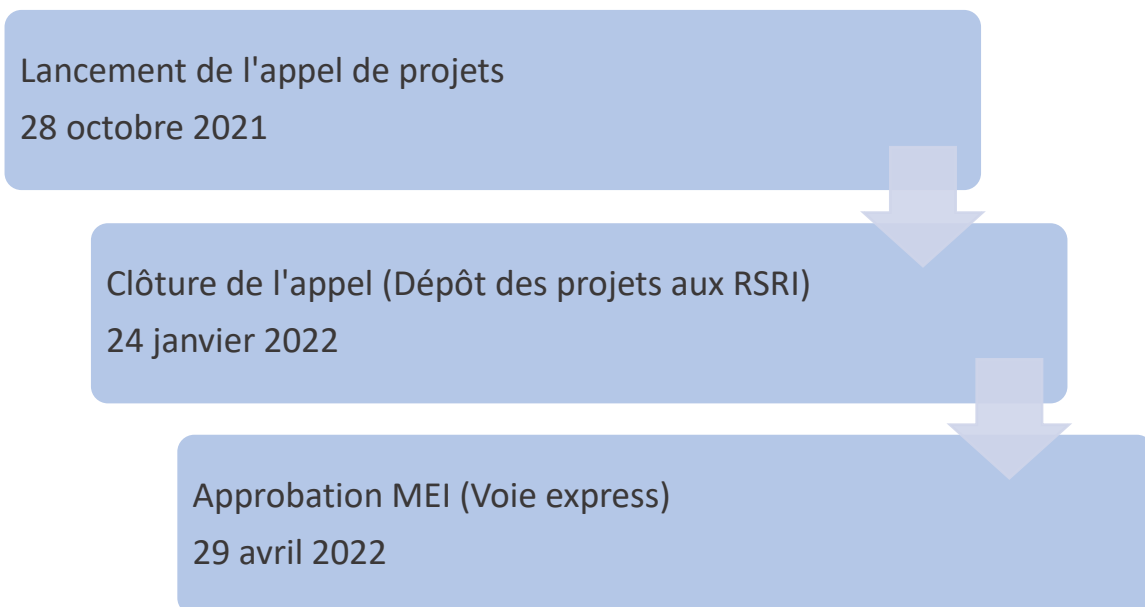 Lancement de l'appel de projets
28 octobre 2021
Clôture de l'appel (Dépôt des projets aux RSRI)
24 janvier 2022
Approbation MEI (Voie express)
29 avril 2022